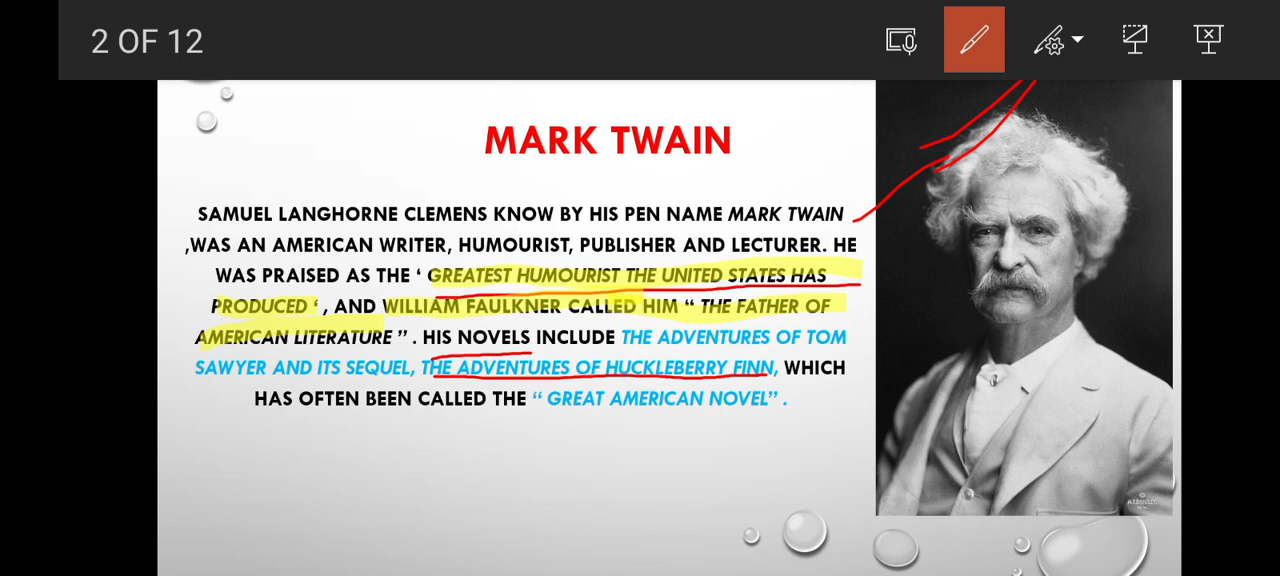 2 OF 12
MARK TWAIN
SAMUEL LANGHORNE CLEMENS KNOW BY HIS PEN NAME MARK TWAIN
,WAS AN AMERICAN WRITER, HUMOURIST, PUBLISHER AND LECTURER. HE
WAS PRAISED AS THE ‘ GREATEST HUMOURIST THE UNITED STATES HAS
PRODUCED ‘ , AND WILLIAM FAULKNER CALLED HIM “ THE FATHER OF
AMERICAN LITERATURE ” . HIS NOVELS INCLUDE THE ADVENTURES OF TOM
SAWYER AND ITS SEQUEL, THE ADVENTURES OF HUCKLEBERRY FINN, WHICH
HAS OFTEN BEEN CALLED THE “ GREAT AMERICAN NOVEL” .